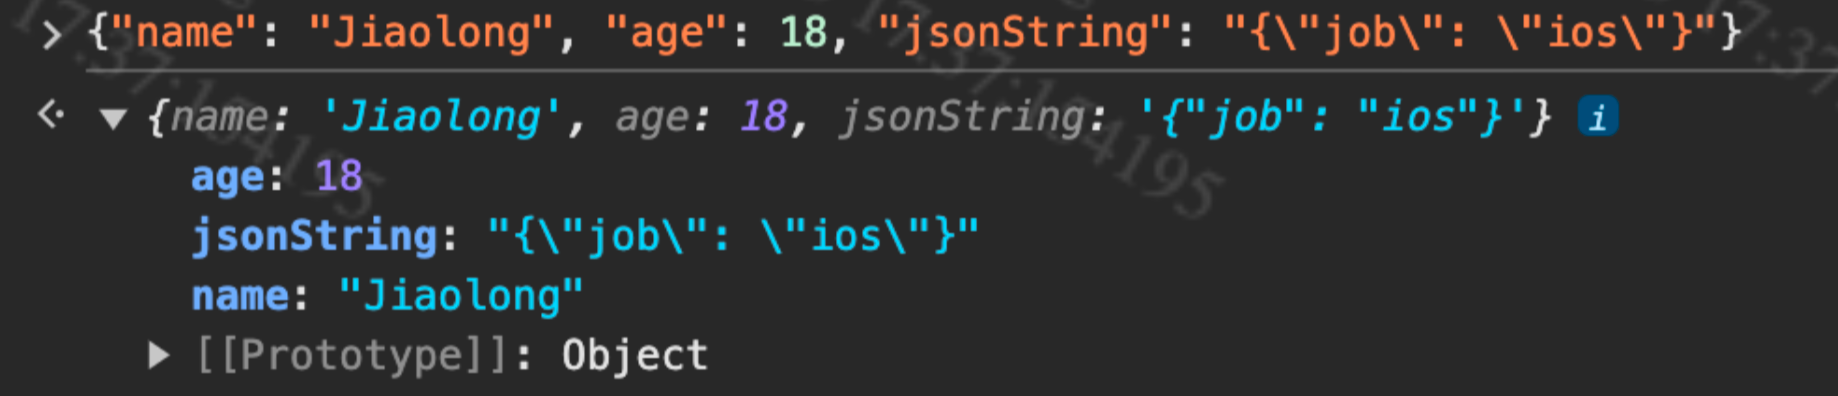 > {"name": "Jiaolong", "age": 18, "jsonString": "{\"job\": \"ios\"}"}
<· ▼ {name: 'Jiaolong', age: 18, jsonString: '{"job": "ios"}'} i
age: 18
jsonString: "{\"job\": \"ios\"}"
name: "Jiaolong"
▶ [[Prototype]]: Object